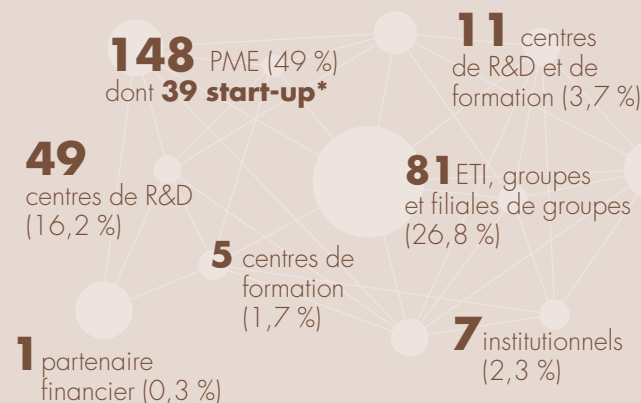 148 PME (49 %)
dont 39 start-up*
11 centres
de R&D et de
formation (3,7 %)
49
centres de R&D
(16,2 %)
81 ETI, groupes
et filiales de groupes
(26,8 %)
5 centres de
formation
(1,7 %)
7 institutionnels
(2,3 %)
1 partenaire
financier (0,3 %)